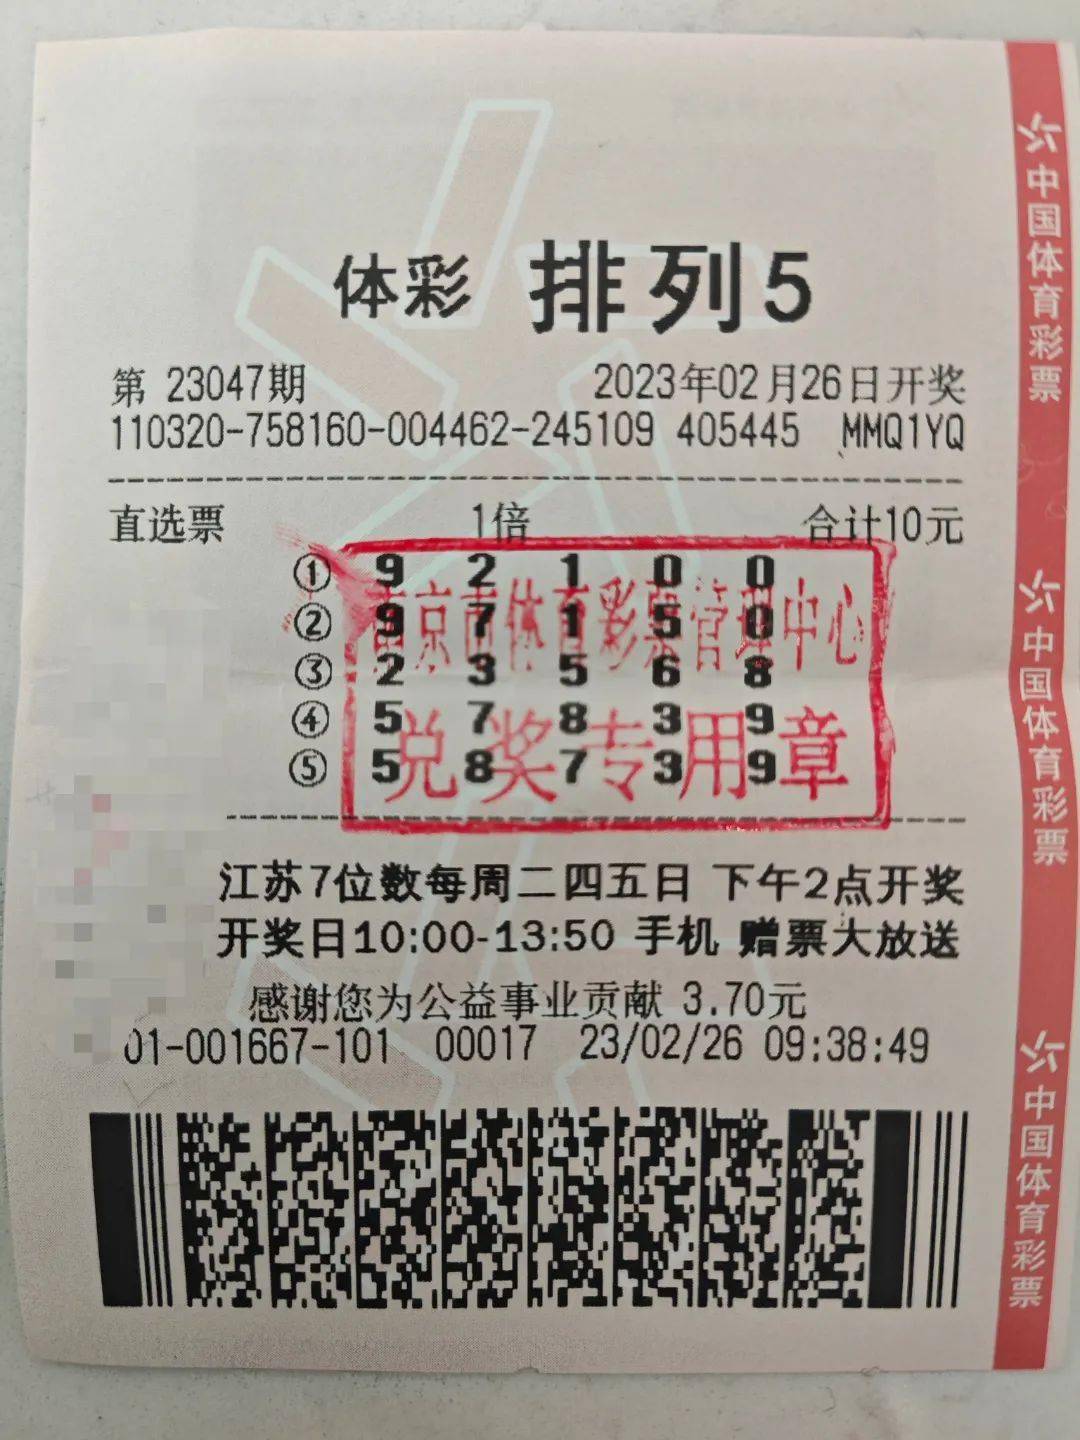 体彩 排列5
第 23047期 2023年02月26日开奖
110320-758160-004462-245109 405445 MMQ1YQ
直选票 1倍 合计10元
① 9 2 1 0 0
② 9 7 1 5 0
③ 2 3 5 6 8
④ 5 7 8 3 9
⑤ 5 8 7 3 9
南京市体育彩票管理中心
兑奖专用章
江苏7位数每周二四五日 下午2点开奖
开奖日10:00-13:50 手机 赠票大放送
感谢您为公益事业贡献 3.70元
01-001667-101 00017 23/02/26 09:38:49
中国体育彩票
中国体育彩票
中国体育彩票